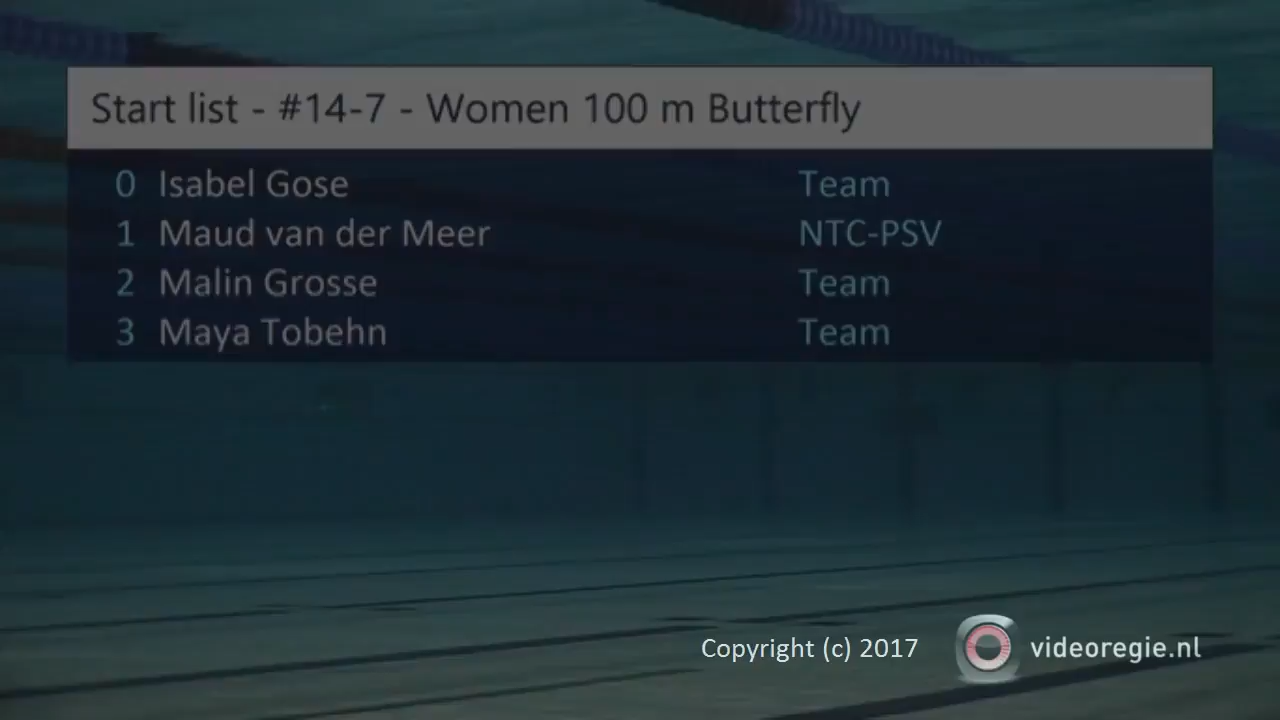 Start list - #14-7 - Women 100 m Butterfly
0 Isabel Gose Team
1 Maud van der Meer NTC-PSV
2 Malin Grosse Team
3 Maya Tobehn Team
Copyright (c) 2017 videoregie.nl